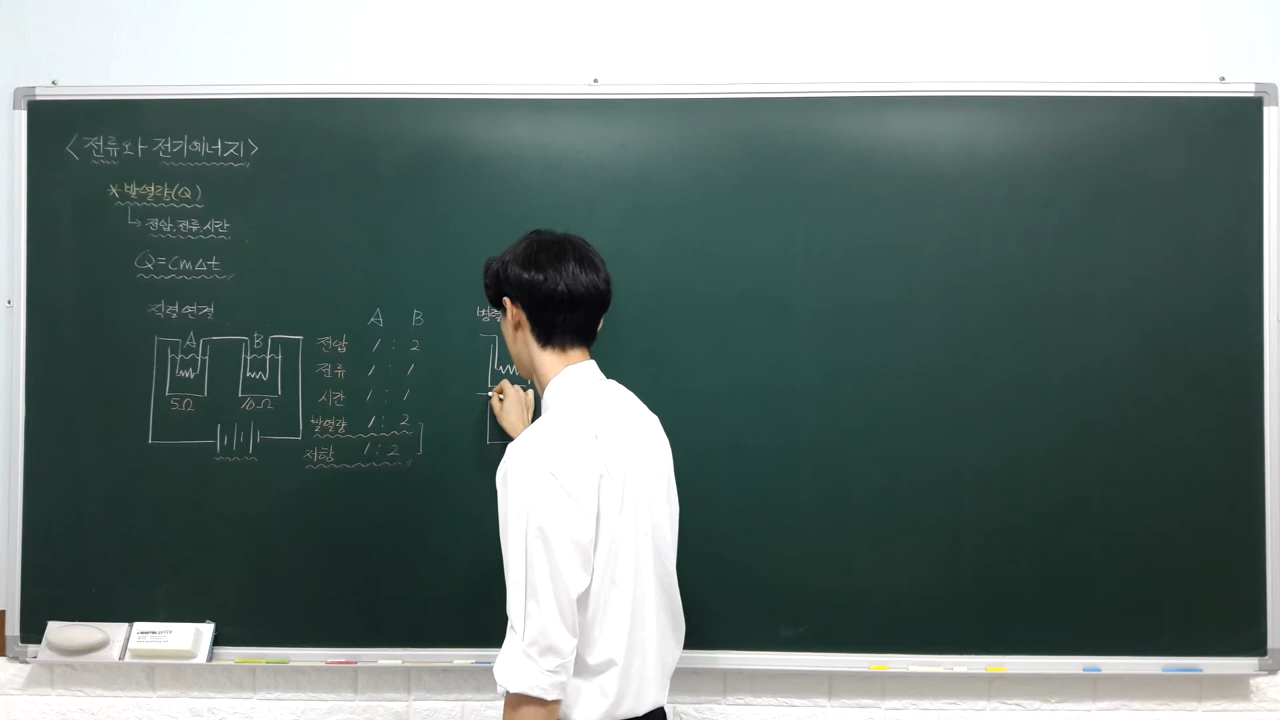 <전류와 전기에너지>
*발열량(Q)
전압, 전류, 시간
Q=cm△t
직렬연결
A B
5Ω 10Ω
A B
전압 1 : 2
전류 1 : 1
시간 1 : 1
발열량 1 : 2
저항 1 : 2
병렬